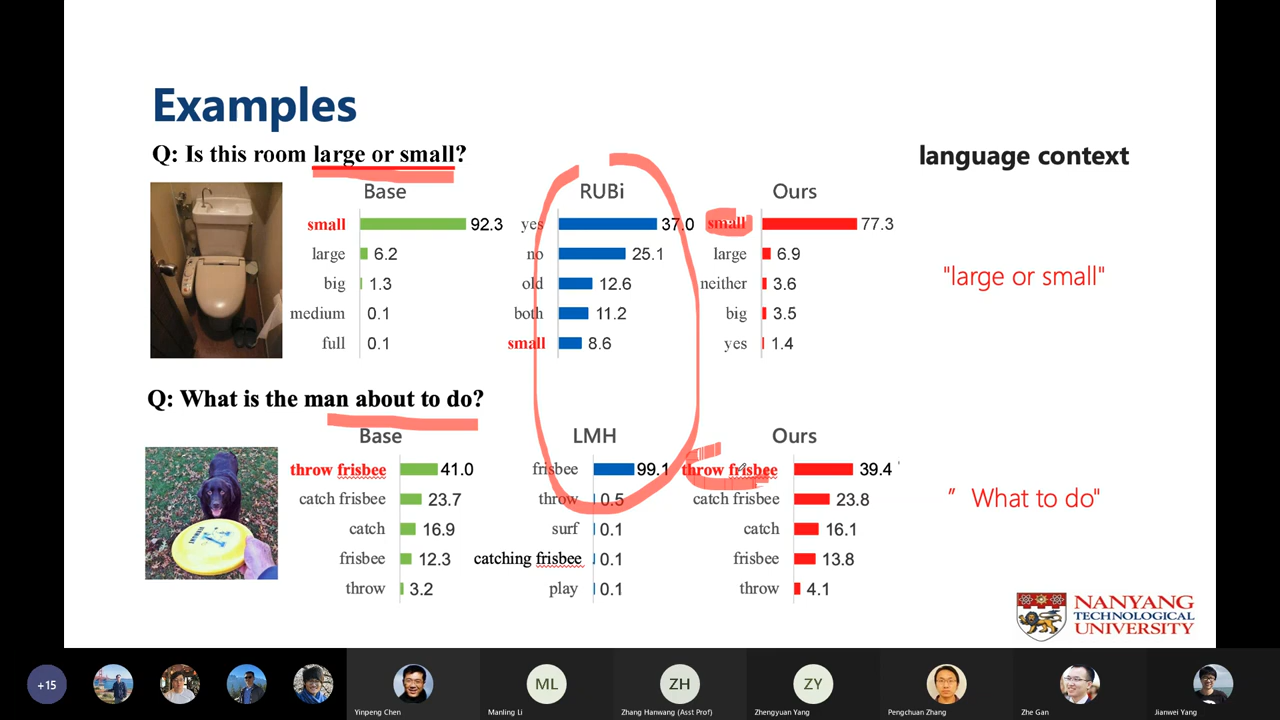 Examples
Q: Is this room large or small?
language context
Base
small 92.3
large 6.2
big 1.3
medium 0.1
full 0.1
RUBi
yes 37.0
no 25.1
old 12.6
both 11.2
small 8.6
Ours
small 77.3
large 6.9
neither 3.6
big 3.5
yes 1.4
"large or small"
Q: What is the man about to do?
Base
throw frisbee 41.0
catch frisbee 23.7
catch 16.9
frisbee 12.3
throw 3.2
LMH
frisbee 99.1
throw 0.5
surf 0.1
catching frisbee 0.1
play 0.1
Ours
throw frisbee 39.4
catch frisbee 23.8
catch 16.1
frisbee 13.8
throw 4.1
" What to do"
NANYANG
TECHNOLOGICAL
UNIVERSITY
+15
ML
ZH
ZY
Yinpeng Chen
Manling Li
Zhang Hanwang (Asst Prof)
Zhengyuan Yang
Pengchuan Zhang
Zhe Gan
Jianwei Yang